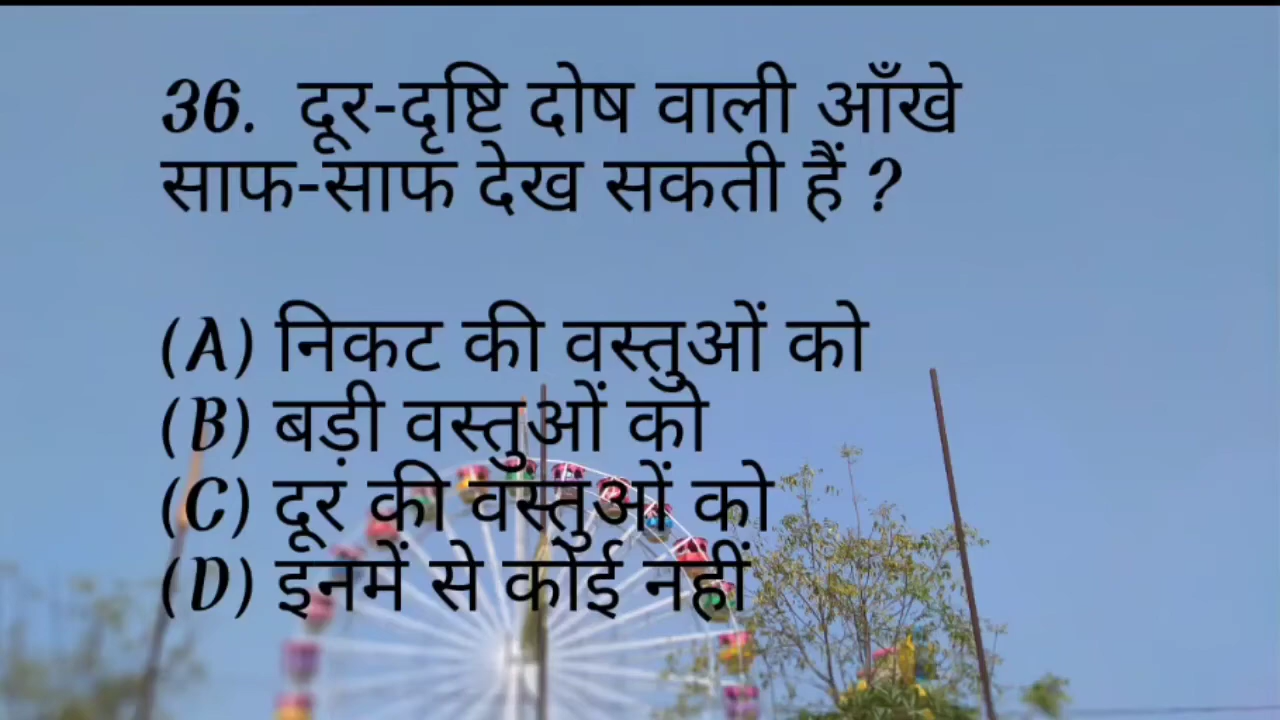 36. दूर-दृष्टि दोष वाली आँखे
साफ-साफ देख सकती हैं ?
(A) निकट की वस्तुओं को
(B) बड़ी वस्तुओं को
(C) दूर की वस्तुओं को
(D) इनमें से कोई नहीं